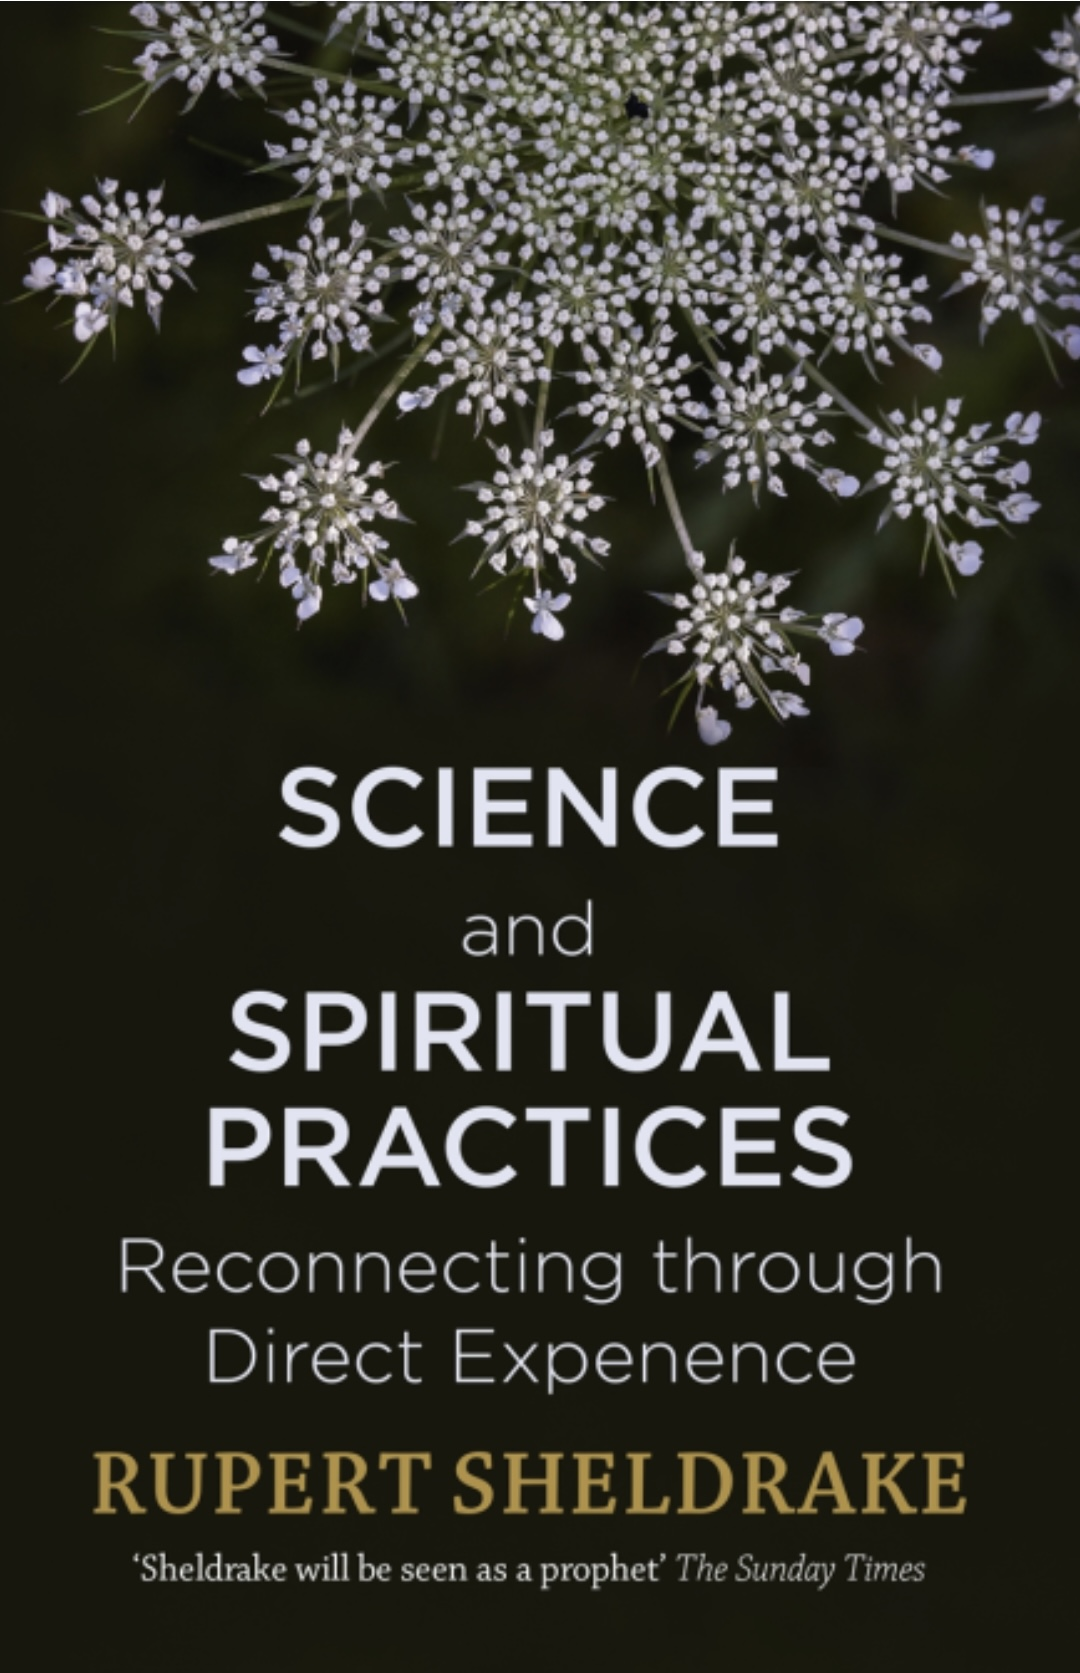 SCIENCE
and
SPIRITUAL
PRACTICES
Reconnecting through
Direct Expenence
RUPERT SHELDRAKE
‘Sheldrake will be seen as a prophet’ The Sunday Times